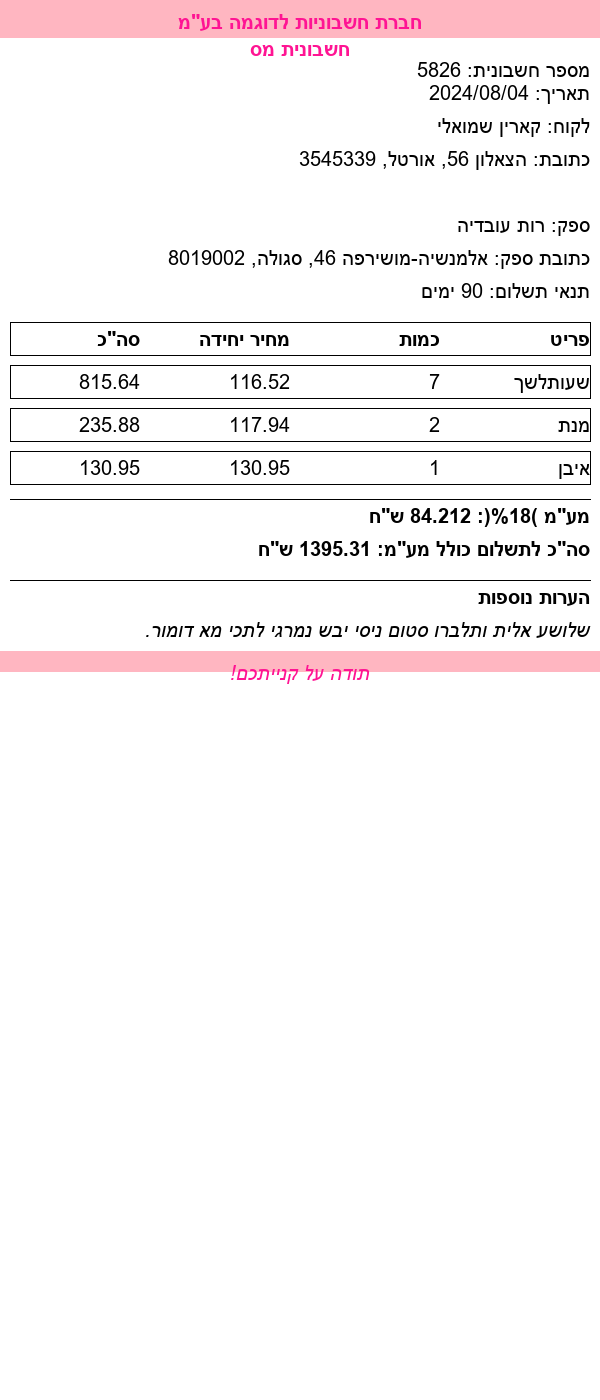 חברת חשבוניות לדוגמה בע"מ
חשבונית מס
מספר חשבונית: 5826
תאריך: 2024/08/04
לקוח: קארין שמואלי
כתובת: הצאלון 56, אורטל, 3545339
ספק: רות עובדיה
כתובת ספק: אלמנשיה-מושירפה 46, סגולה, 8019002
תנאי תשלום: 90 ימים
פריט כמות מחיר יחידה סה"כ
שעותלשך 7 116.52 815.64
מנת 2 117.94 235.88
איבן 1 130.95 130.95
מע"מ )18%(: 84.212 ש"ח
סה"כ לתשלום כולל מע"מ: 1395.31 ש"ח
הערות נוספות
שלושע אלית ותלברו סטום ניסי יבש נמרגי לתכי מא דומור.
תודה על קנייתכם!